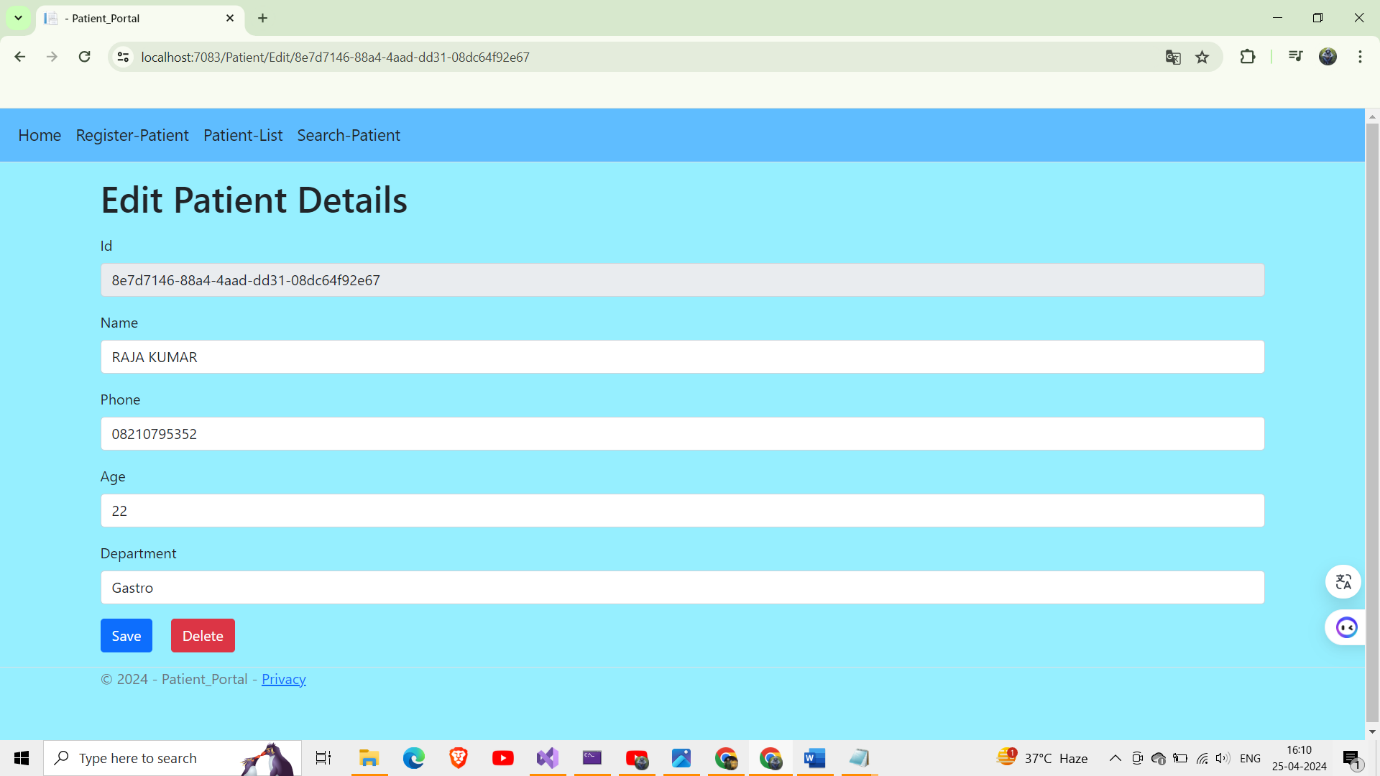 - Patient_Portal
localhost:7083/Patient/Edit/8e7d7146-88a4-4aad-dd31-08dc64f92e67
Home Register-Patient Patient-List Search-Patient
Edit Patient Details
Id
8e7d7146-88a4-4aad-dd31-08dc64f92e67
Name
RAJA KUMAR
Phone
08210795352
Age
22
Department
Gastro
Save Delete
© 2024 - Patient_Portal - Privacy
Type here to search
1
37°C Haze
ENG
16:10
25-04-2024
1